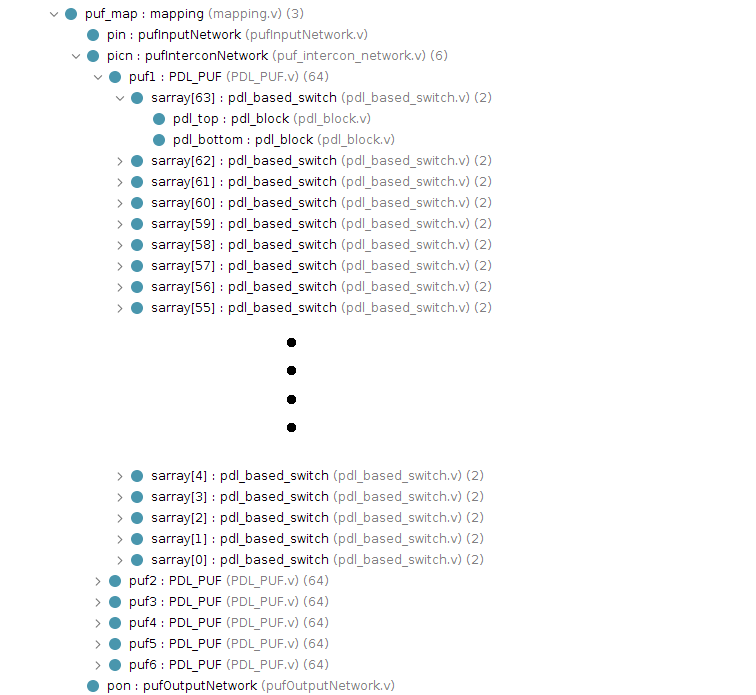 puf_map : mapping (mapping.v) (3)
pin : pufInputNetwork (pufInputNetwork.v)
picn : pufInterconNetwork (puf_intercon_network.v) (6)
puf1 : PDL_PUF (PDL_PUF.v) (64)
sarray[63] : pdl_based_switch (pdl_based_switch.v) (2)
pdl_top : pdl_block (pdl_block.v)
pdl_bottom : pdl_block (pdl_block.v)
sarray[62] : pdl_based_switch (pdl_based_switch.v) (2)
sarray[61] : pdl_based_switch (pdl_based_switch.v) (2)
sarray[60] : pdl_based_switch (pdl_based_switch.v) (2)
sarray[59] : pdl_based_switch (pdl_based_switch.v) (2)
sarray[58] : pdl_based_switch (pdl_based_switch.v) (2)
sarray[57] : pdl_based_switch (pdl_based_switch.v) (2)
sarray[56] : pdl_based_switch (pdl_based_switch.v) (2)
sarray[55] : pdl_based_switch (pdl_based_switch.v) (2)
sarray[4] : pdl_based_switch (pdl_based_switch.v) (2)
sarray[3] : pdl_based_switch (pdl_based_switch.v) (2)
sarray[2] : pdl_based_switch (pdl_based_switch.v) (2)
sarray[1] : pdl_based_switch (pdl_based_switch.v) (2)
sarray[0] : pdl_based_switch (pdl_based_switch.v) (2)
puf2 : PDL_PUF (PDL_PUF.v) (64)
puf3 : PDL_PUF (PDL_PUF.v) (64)
puf4 : PDL_PUF (PDL_PUF.v) (64)
puf5 : PDL_PUF (PDL_PUF.v) (64)
puf6 : PDL_PUF (PDL_PUF.v) (64)
pon : pufOutputNetwork (pufOutputNetwork.v)